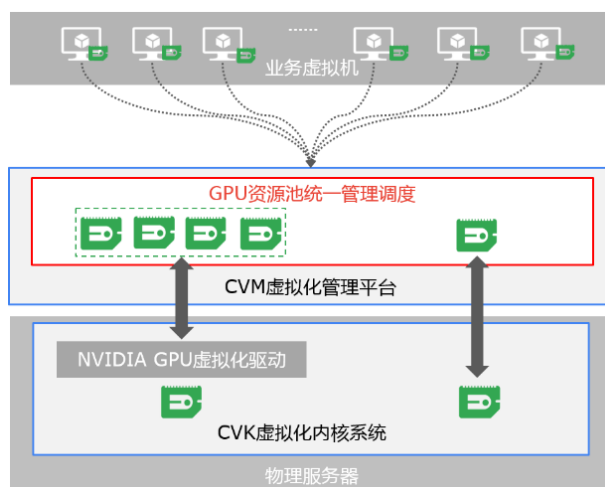 ……
业务虚拟机
GPU资源池统一管理调度
CVM虚拟化管理平台
NVIDIA GPU虚拟化驱动
CVK虚拟化内核系统
物理服务器